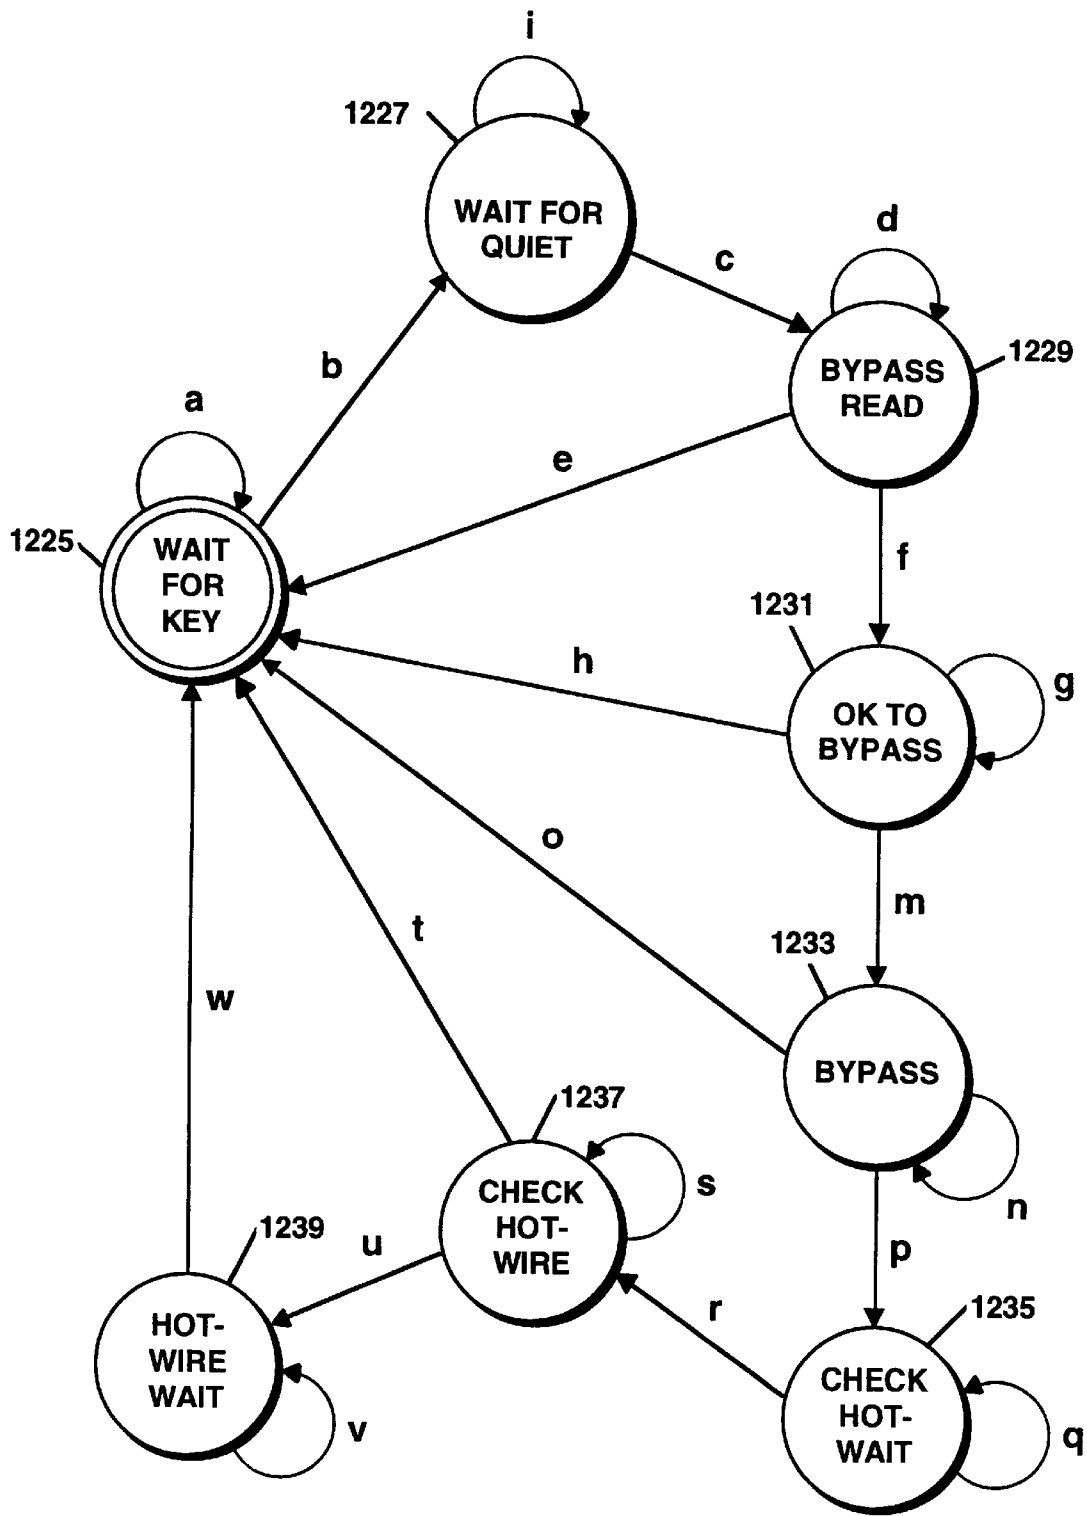 i
1227
WAIT FOR
QUIET
d
c
1229
BYPASS
READ
b
a
e
1225
WAIT
FOR
KEY
f
1231
h
g
OK TO
BYPASS
o
m
t
1233
w
BYPASS
1237
s
n
CHECK
HOT-
WIRE
1239
u
p
r
1235
HOT-
WIRE
WAIT
v
CHECK
HOT-
WAIT
q